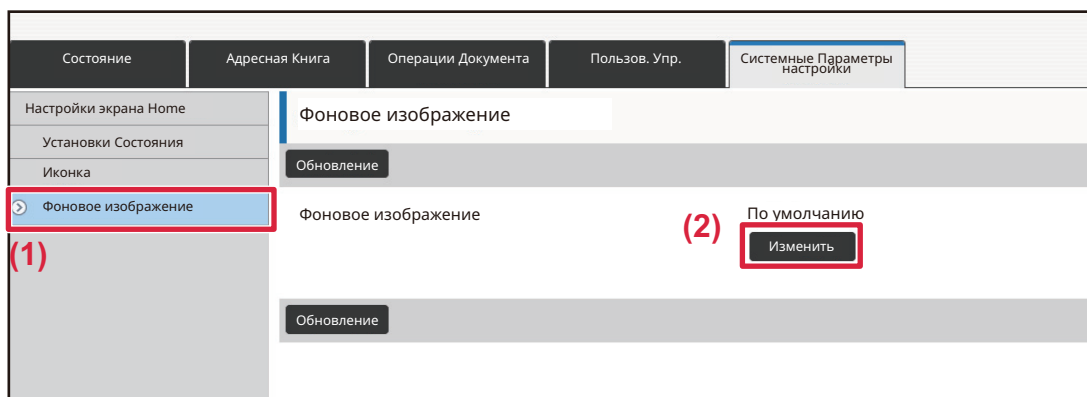 Состояние
Адресная Книга
Операции Документа
Пользов. Упр.
Системные Параметры
настройки
Настройки экрана Home
Установки Состояния
Иконка
Фоновое изображение
(1)
Фоновое изображение
Обновление
Фоновое изображение
По умолчанию
(2)
Изменить
Обновление